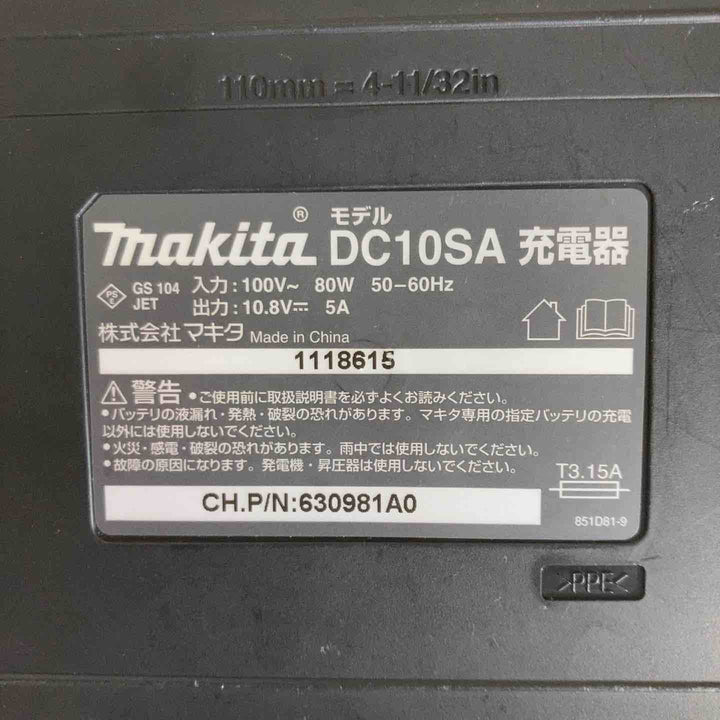 110mm = 4-11/32in
makita® モデル DC10SA 充電器
PS E GS 104 JET
入力:100V~ 80W 50-60Hz
出力:10.8V⎓ 5A
株式会社マキタ Made in China
1118615
警告 •ご使用前に取扱説明書を必ずよくお読みください。
•バッテリの液漏れ・発熱・破裂の恐れがあります。マキタ専用の指定バッテリの充電
以外には使用しないでください。
•火災・感電・破裂の恐れがあります。雨中では使用しないでください。
•故障の原因になります。発電機・昇圧器は使用しないでください。
T3.15A
CH.P/N:630981A0
851D81-9
>PPE<